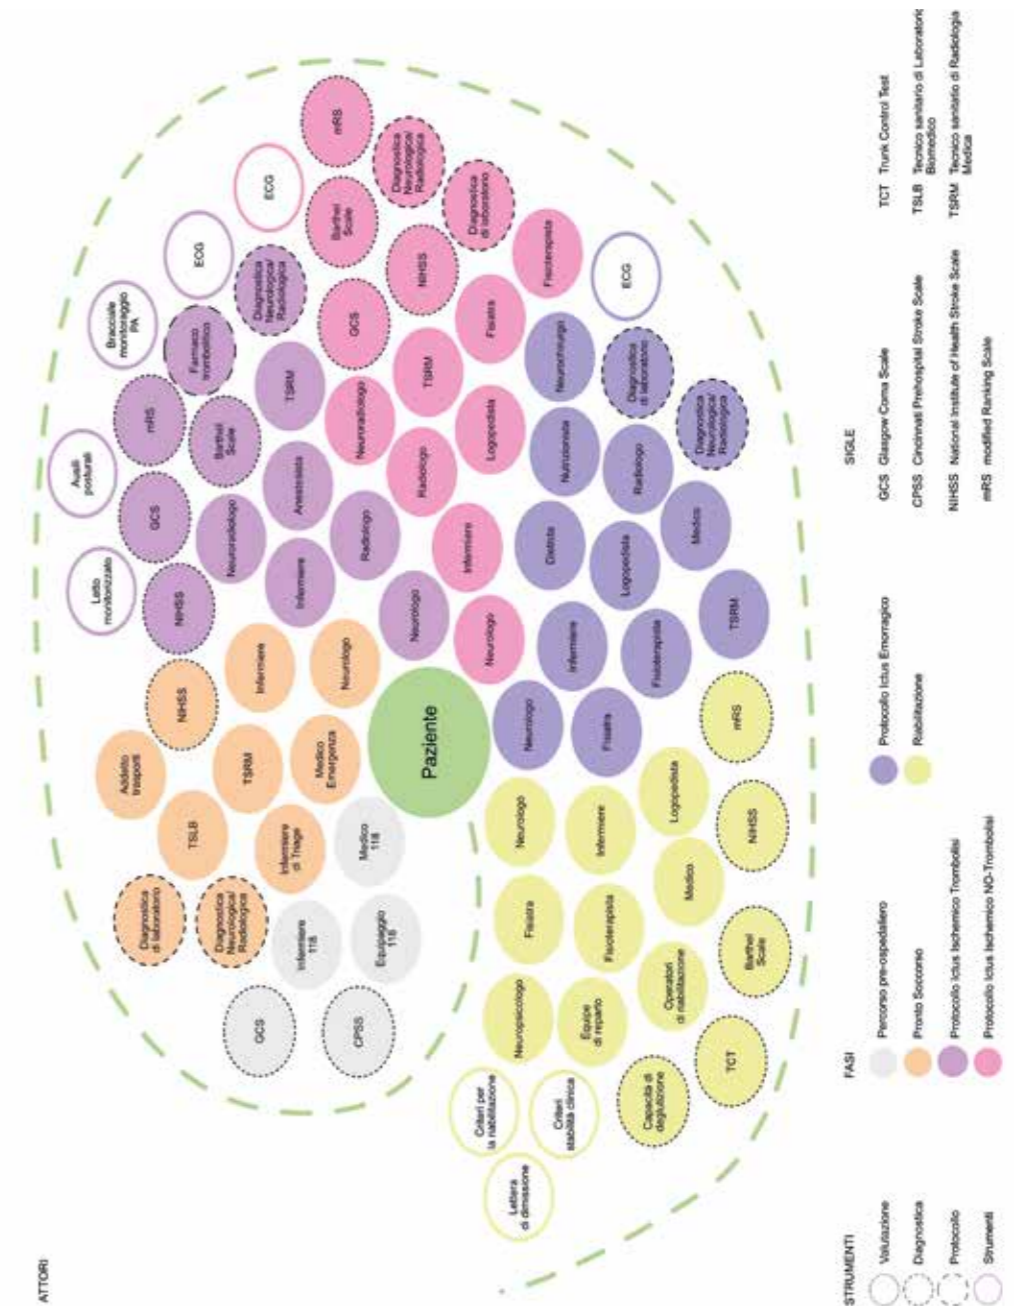 ATTORI
Lettera
di dimissione
Criteri per
la riabilitazione
Criteri
stabilità clinica
Capacità di
deglutizione
TCT
Neuropsicologo
Equipe
di reparto
Operatori
di riabilitazione
Barthel
Scale
Fisiatra
Fisioterapista
Medico
NIHSS
Neurologo
Infermiere
Logopedista
mRS
GCS
CPSS
Infermiere
118
Equipaggio
118
Medico
118
Diagnostica
di laboratorio
Diagnostica
Neurologica/
Radiologica
Infermiere
di Triage
TSLB
Addetto
trasporti
TSRM
Medico
Emergenza
NIHSS
Infermiere
Neurologo
Paziente
Letto
monitorizzato
NIHSS
Ausili
posturali
GCS
Neuroradiologo
Infermiere
Neurologo
mRS
Barthel
Scale
Anestesista
Radiologo
Bracciale
monitoraggio
PA
Farmaco
trombolitico
TSRM
ECG
Diagnostica
Neurologica/
Radiologica
Neurologo
Infermiere
Radiologo
Neuroradiologo
Logopedista
TSRM
GCS
Fisiatra
NIHSS
Barthel
Scale
ECG
mRS
Diagnostica
Neurologica/
Radiologica
Diagnostica
di laboratorio
Fisioterapista
Neurologo
Fisiatra
Infermiere
Fisioterapista
TSRM
Dietista
Logopedista
Medico
Nutrizionista
Radiologo
Neurochirurgo
Diagnostica
di laboratorio
Diagnostica
Neurologica/
Radiologica
ECG
STRUMENTI
Valutazione
Diagnostica
Protocollo
Strumenti
FASI
Percorso pre-ospedaliero
Pronto Soccorso
Protocollo Ictus Ischemico Trombolisi
Protocollo Ictus Ischemico NO-Trombolisi
Protocollo Ictus Emorragico
Riabilitazione
SIGLE
GCS Glasgow Coma Scale
CPSS Cincinnati Prehospital Stroke Scale
NIHSS National Institute of Health Stroke Scale
mRS modified Ranking Scale
TCT Trunk Control Test
TSLB Tecnico sanitario di Laboratorio
Biomedico
TSRM Tecnico sanitario di Radiologia
Medica